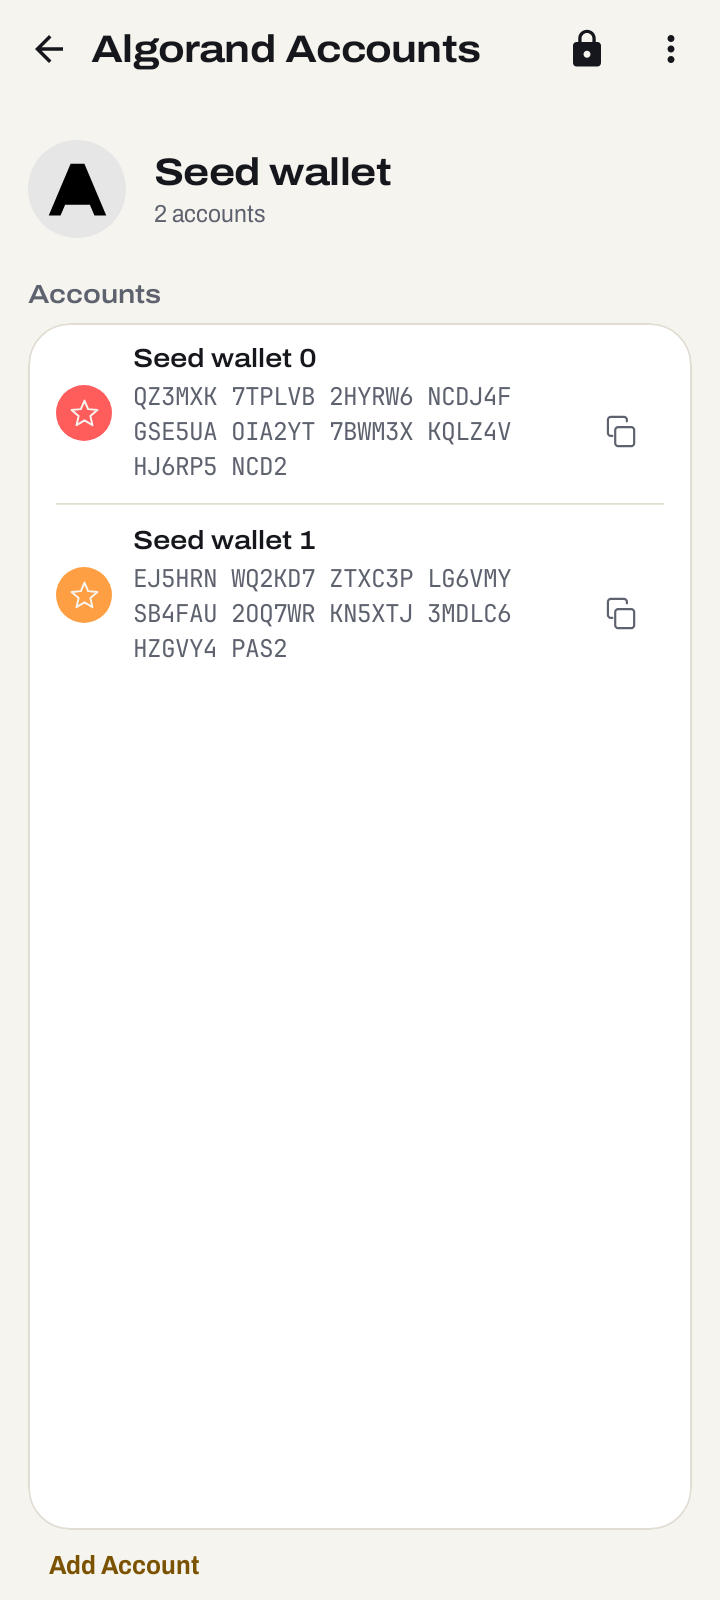 Algorand Accounts
Seed wallet
2 accounts
Accounts
Seed wallet 0
QZ3MXK 7TPLVB 2HYRW6 NCDJ4F
GSE5UA OIA2YT 7BWM3X KQLZ4V
HJ6RP5 NCD2
Seed wallet 1
EJ5HRN WQ2KD7 ZTXC3P LG6VMY
SB4FAU 2OQ7WR KN5XTJ 3MDLC6
HZGVY4 PAS2
Add Account